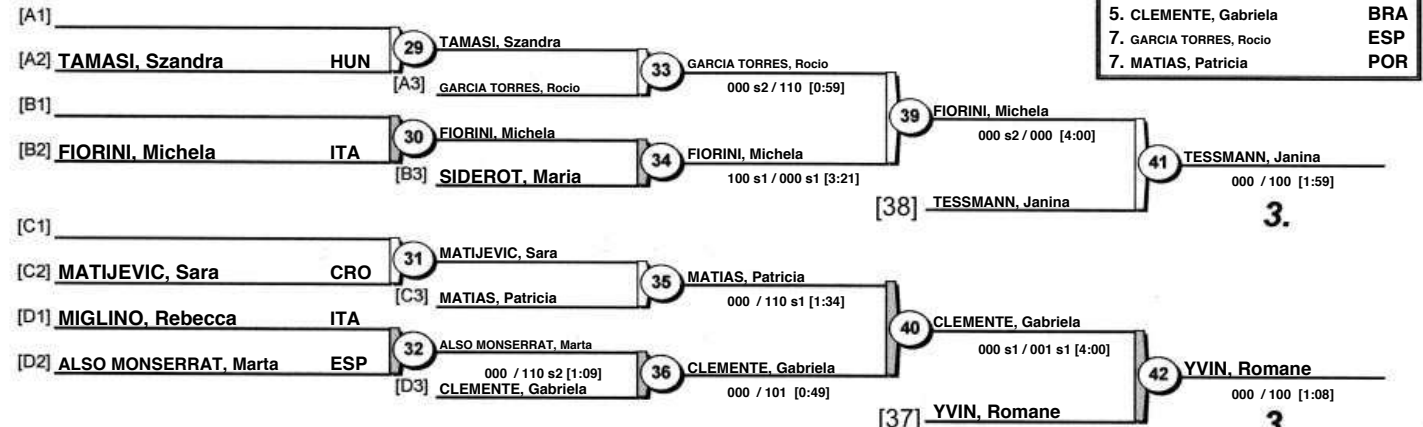 5. CLEMENTE, Gabriela BRA
7. GARCIA TORRES, Rocio ESP
7. MATIAS, Patricia POR
[A1]
[A2] TAMASI, Szandra HUN
29
TAMASI, Szandra
[A3] GARCIA TORRES, Rocio
33
GARCIA TORRES, Rocio
000 s2 / 110 [0:59]
[B1]
[B2] FIORINI, Michela ITA
30
FIORINI, Michela
[B3] SIDEROT, Maria
34
FIORINI, Michela
100 s1 / 000 s1 [3:21]
39
FIORINI, Michela
000 s2 / 000 [4:00]
[38] TESSMANN, Janina
41
TESSMANN, Janina
000 / 100 [1:59]
3.
[C1]
[C2] MATIJEVIC, Sara CRO
31
MATIJEVIC, Sara
[C3] MATIAS, Patricia
35
MATIAS, Patricia
000 / 110 s1 [1:34]
[D1] MIGLINO, Rebecca ITA
[D2] ALSO MONSERRAT, Marta ESP
32
ALSO MONSERRAT, Marta
000 / 110 s2 [1:09]
[D3] CLEMENTE, Gabriela
36
CLEMENTE, Gabriela
000 / 101 [0:49]
40
CLEMENTE, Gabriela
000 s1 / 001 s1 [4:00]
[37] YVIN, Romane
42
YVIN, Romane
000 / 100 [1:08]
3.